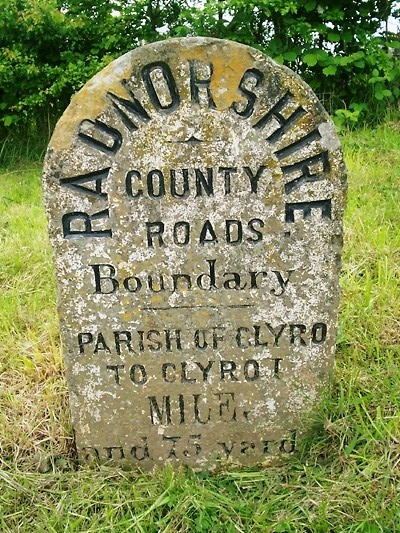 RADNORSHIRE
COUNTY
ROADS.
Boundary
PARISH OF CLYRO
TO CLYRO 1
MILE.
and 75 yard